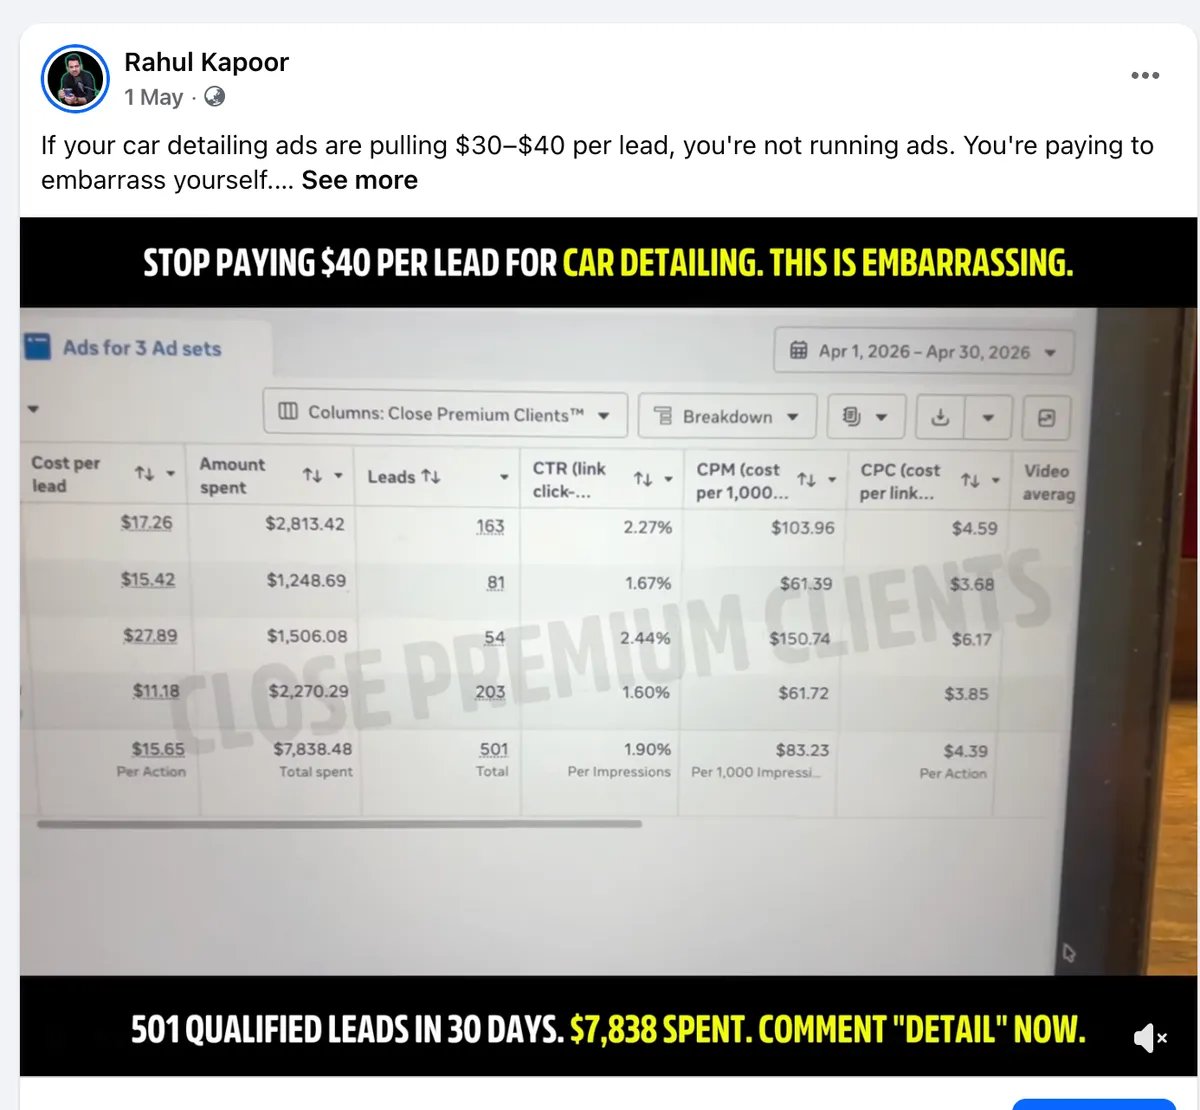 Rahul Kapoor
1 May ·
If your car detailing ads are pulling $30–$40 per lead, you're not running ads. You're paying to
embarrass yourself.... See more
STOP PAYING $40 PER LEAD FOR CAR DETAILING. THIS IS EMBARRASSING.
Ads for 3 Ad sets
Apr 1, 2026 – Apr 30, 2026
Columns: Close Premium Clients™
Breakdown
Cost per lead
Amount spent
Leads
CTR (link click-...
CPM (cost per 1,000...
CPC (cost per link...
Video averag
$17.26 $2,813.42 163 2.27% $103.96 $4.59
$15.42 $1,248.69 81 1.67% $61.39 $3.68
$27.89 $1,506.08 54 2.44% $150.74 $6.17
$11.18 $2,270.29 203 1.60% $61.72 $3.85
$15.65 $7,838.48 501 1.90% $83.23 $4.39
Per Action Total spent Total Per Impressions Per 1,000 Impressi... Per Action
CLOSE PREMIUM CLIENTS
501 QUALIFIED LEADS IN 30 DAYS. $7,838 SPENT. COMMENT "DETAIL" NOW.